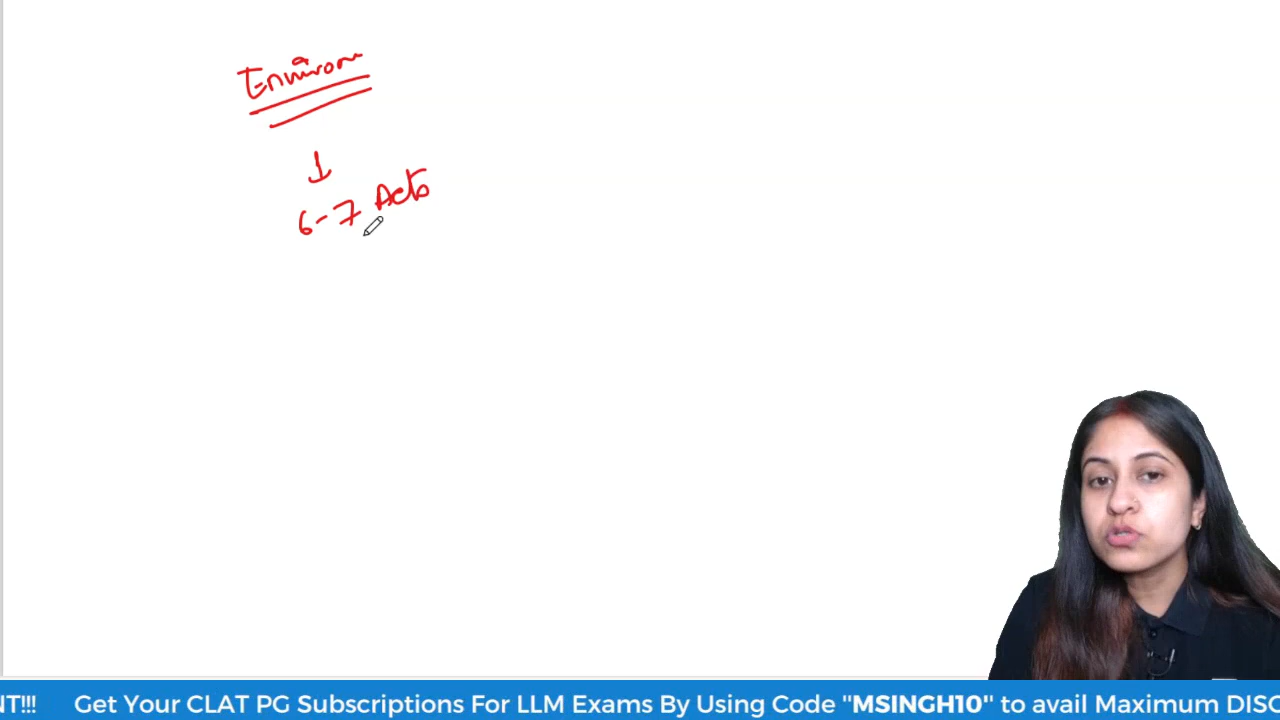 Environ
6-7 Acts
NT!!! Get Your CLAT PG Subscriptions For LLM Exams By Using Code "MSINGH10" to avail Maximum DISC